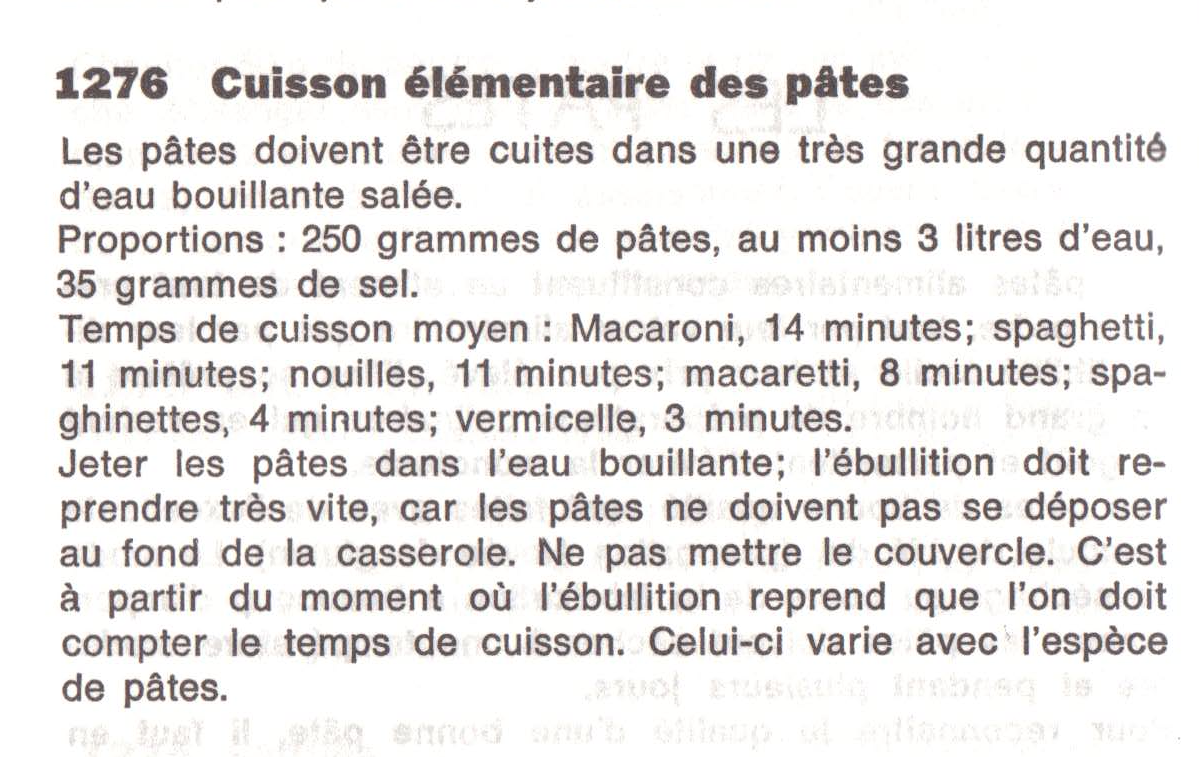 1276 Cuisson élémentaire des pâtes
Les pâtes doivent être cuites dans une très grande quantité
d'eau bouillante salée.
Proportions : 250 grammes de pâtes, au moins 3 litres d'eau,
35 grammes de sel.
Temps de cuisson moyen : Macaroni, 14 minutes; spaghetti,
11 minutes; nouilles, 11 minutes; macaretti, 8 minutes; spa-
ghinettes, 4 minutes; vermicelle, 3 minutes.
Jeter les pâtes dans l'eau bouillante; l'ébullition doit re-
prendre très vite, car les pâtes ne doivent pas se déposer
au fond de la casserole. Ne pas mettre le couvercle. C'est
à partir du moment où l'ébullition reprend que l'on doit
compter le temps de cuisson. Celui-ci varie avec l'espèce
de pâtes.